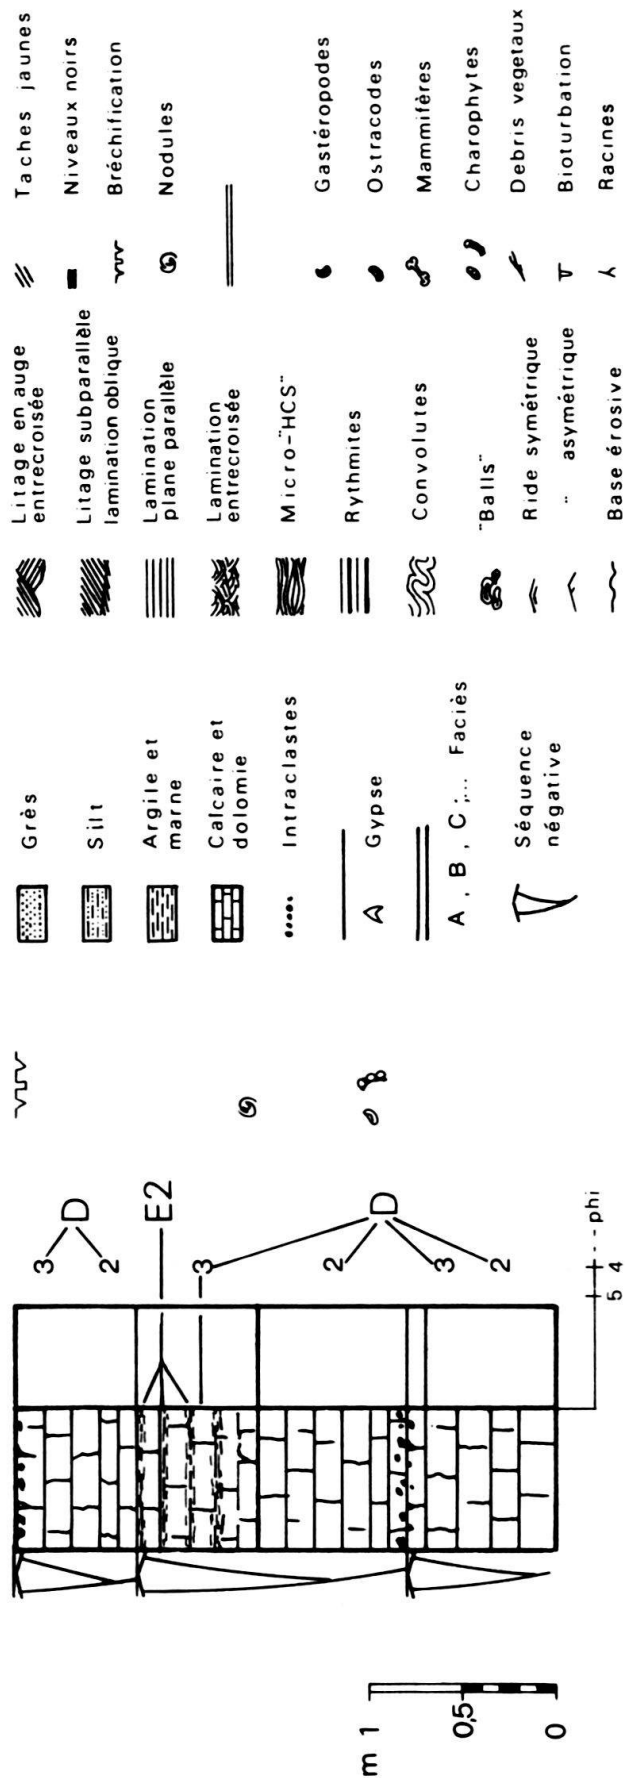 Taches jaunes
Niveaux noirs
Bréchification
Nodules
Gastéropodes
Ostracodes
Mammifères
Charophytes
Debris vegetaux
Bioturbation
Racines
Litage en auge
entrecroisée
Litage subparallèle
lamination oblique
Lamination
plane parallèle
Lamination
entrecroisée
Micro-"HCS"
Rythmites
Convolutes
"Balls"
Ride symétrique
" asymétrique
Base érosive
Grès
Silt
Argile et
marne
Calcaire et
dolomie
Intraclastes
Gypse
A, B, C;... Faciès
Séquence
négative
3
D
2
E2
3
2
D
3
2
5 4 --phi
m 1
0,5
0